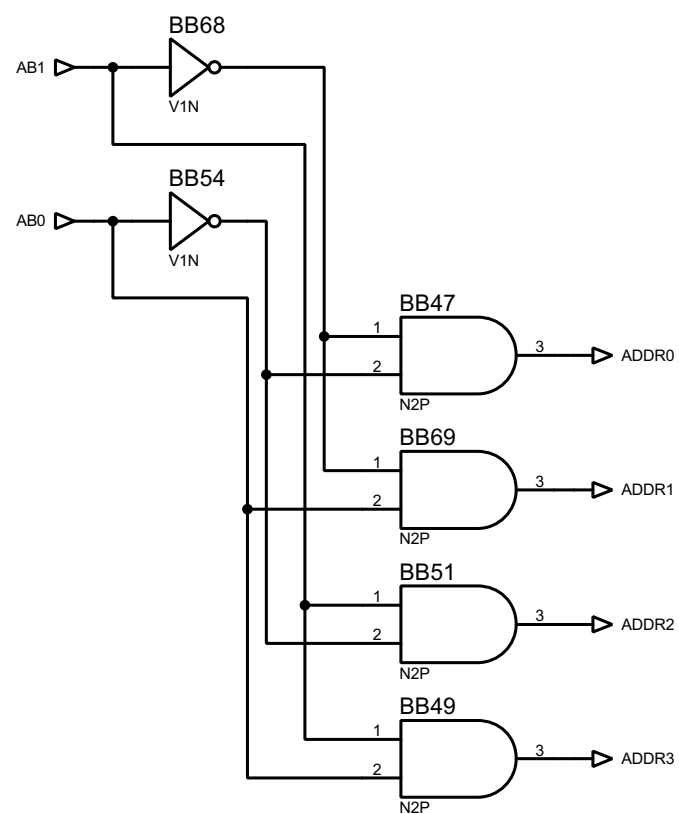 BB68
AB1
V1N
BB54
AB0
V1N
BB47
1
3
ADDR0
2
N2P
BB69
1
3
ADDR1
2
N2P
BB51
1
3
ADDR2
2
N2P
BB49
1
3
ADDR3
2
N2P